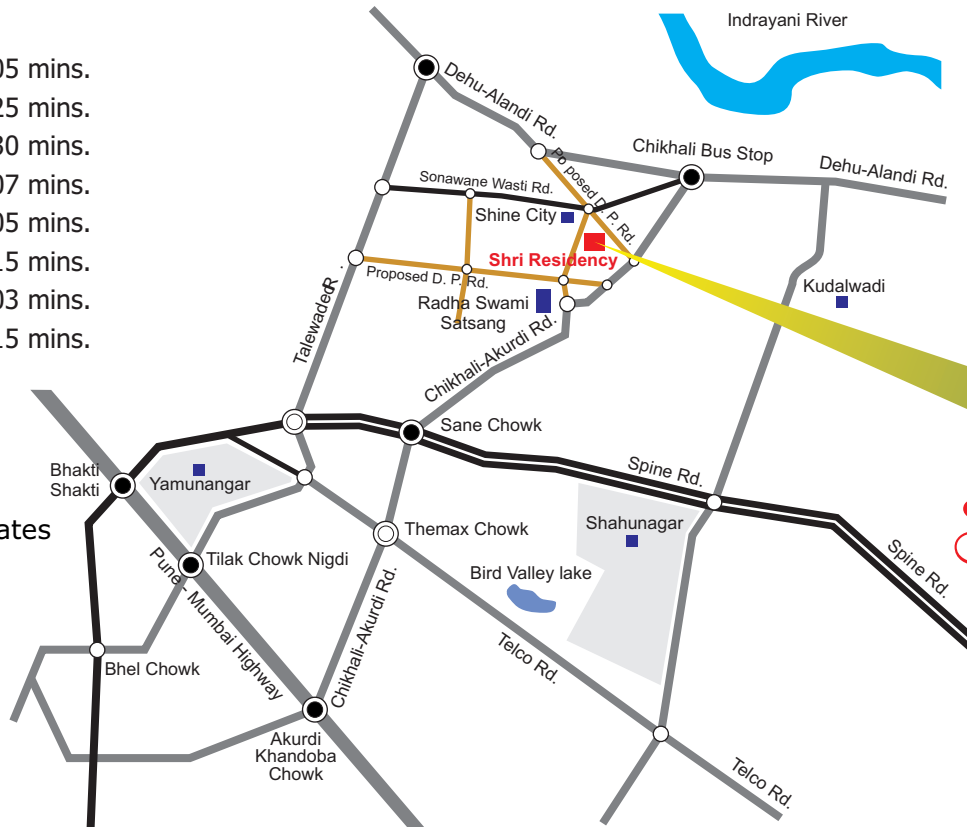 Indrayani River
05 mins.
25 mins.
30 mins.
07 mins.
05 mins.
15 mins.
03 mins.
15 mins.
Dehu-Alandi Rd.
Chikhali Bus Stop
Dehu-Alandi Rd.
Po posed D. P. Rd.
Sonawane Wasti Rd.
Shine City
Shri Residency
Proposed D. P. Rd.
Radha Swami
Satsang
Kudalwadi
Talewade R .
Chikhali-Akurdi Rd.
Sane Chowk
Spine Rd.
Bhakti
Shakti
Yamunangar
Shahunagar
ates
Themax Chowk
Spine Rd.
Tilak Chowk Nigdi
Bird Valley lake
Pune - Mumbai Highway
Chikhali-Akurdi Rd.
Telco Rd.
Bhel Chowk
Akurdi
Khandoba
Chowk
Telco Rd.